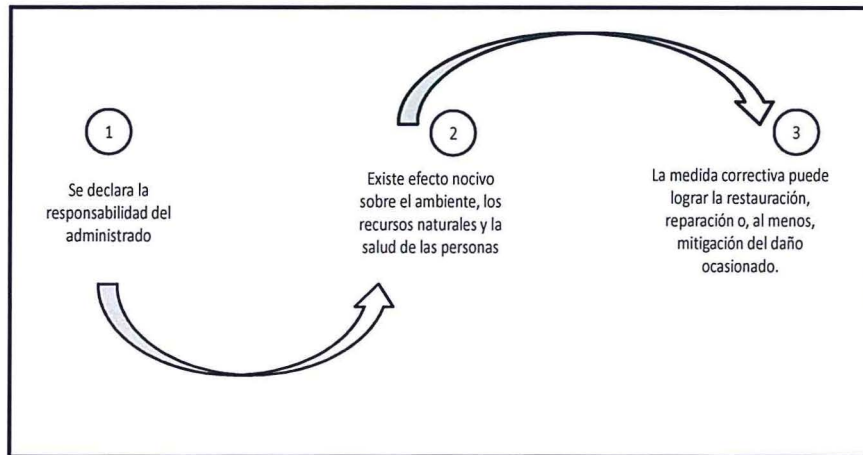 1
Se declara la
responsabilidad del
administrado
2
Existe efecto nocivo
sobre el ambiente, los
recursos naturales y la
salud de las personas
3
La medida correctiva puede
lograr la restauración,
reparación o, al menos,
mitigación del daño
ocasionado.